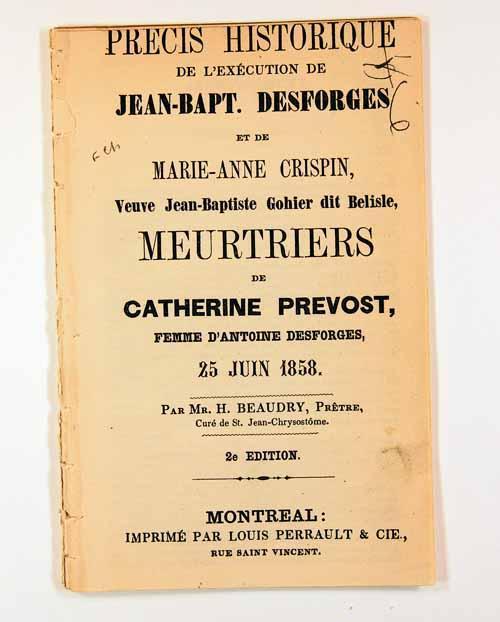 PRECIS HISTORIQUE
DE L'EXÉCUTION DE
JEAN-BAPT. DESFORGES
ET DE
MARIE-ANNE CRISPIN,
Veuve Jean-Baptiste Gohier dit Belisle,
MEURTRIERS
DE
CATHERINE PREVOST,
FEMME D'ANTOINE DESFORGES,
25 JUIN 1858.
PAR MR. H. BEAUDRY, PRÊTRE,
Curé de St. Jean-Chrysostôme.
2e EDITION.
MONTREAL:
IMPRIMÉ PAR LOUIS PERRAULT & CIE.,
RUE SAINT VINCENT.